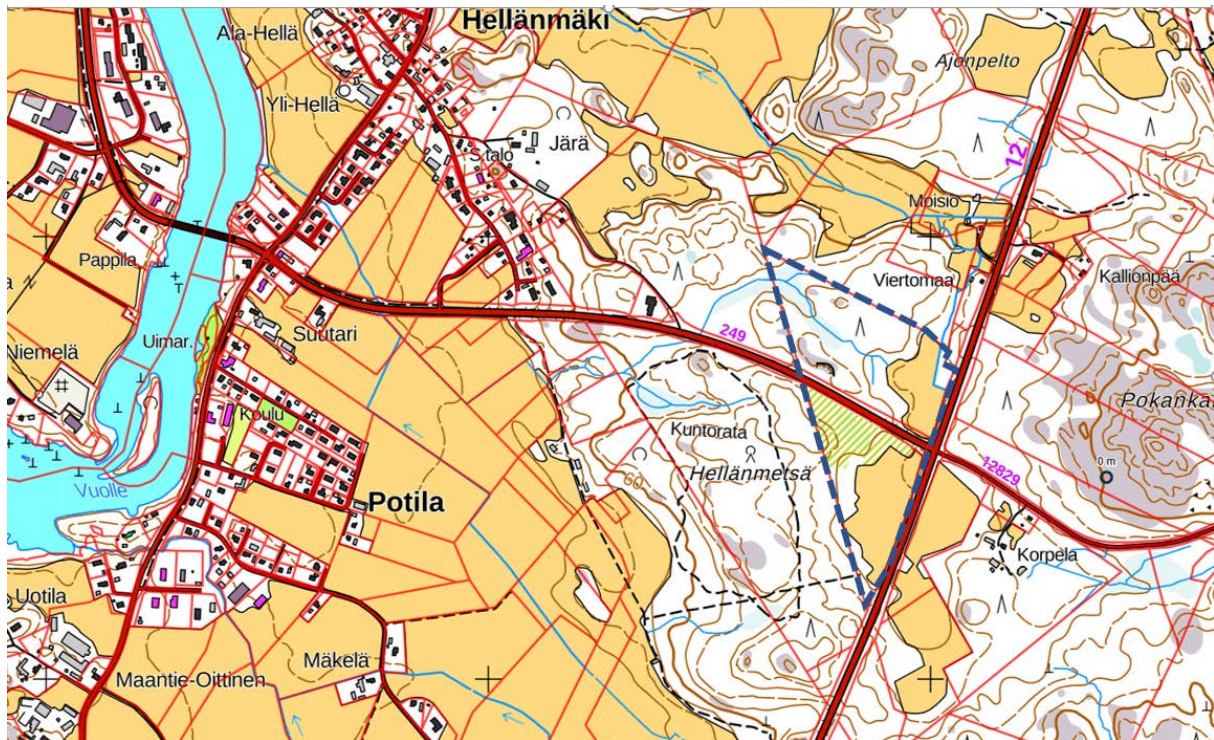 Hellänmäki
Ala-Hellä
Ajonpelto
Yli-Hellä
Järä
S.talo
12
Moisio
Pappila
Viertomaa
Kallionpää
249
Uimar.
Suutari
Niemelä
Koulu
Kuntorata
Pokankal
Hellänmetsä
0 m
60
12829
Vuolle
Potila
Korpela
Uotila
Mäkelä
Maantie-Oittinen